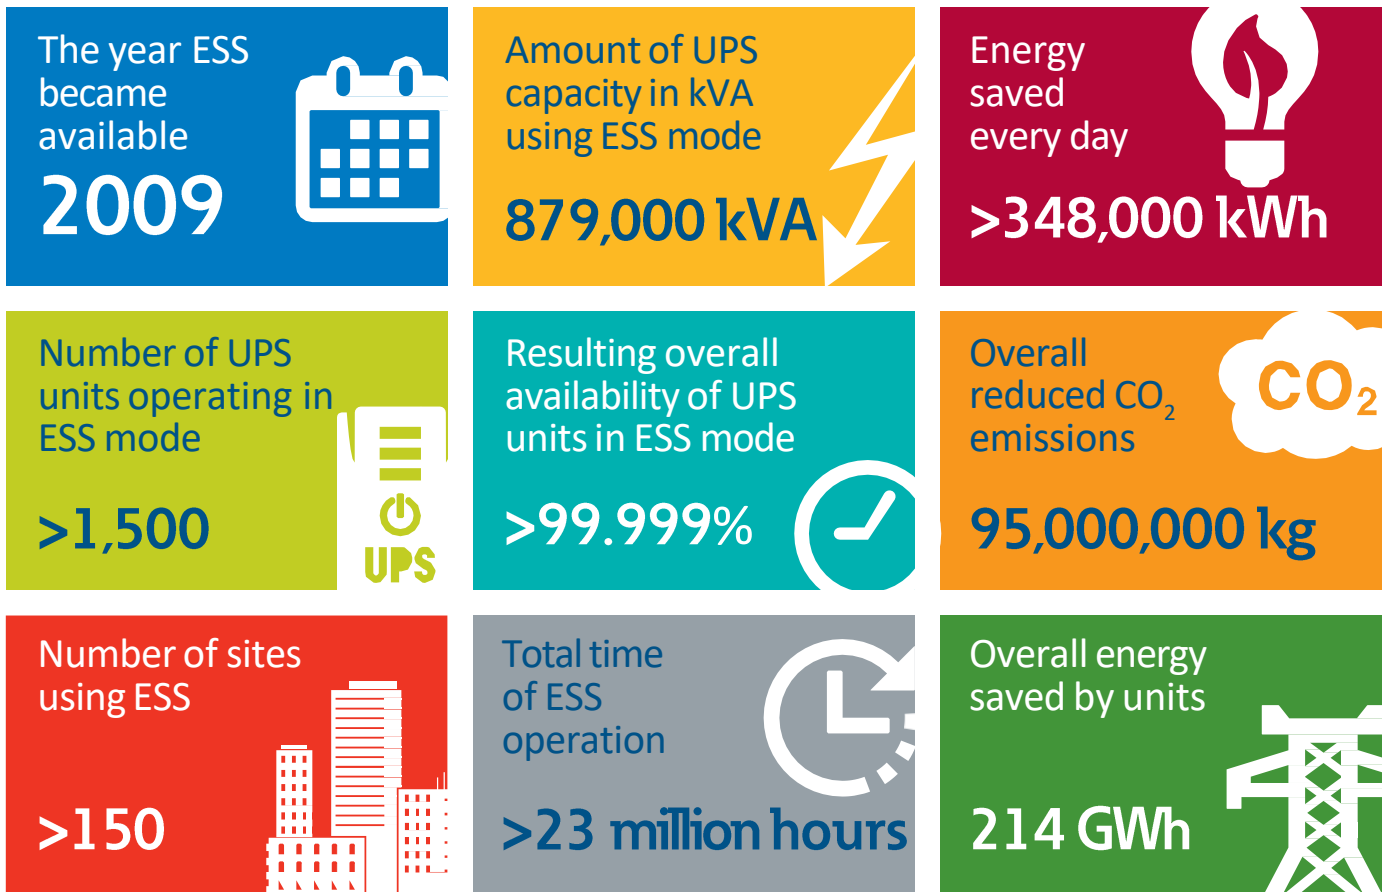 The year ESS
became
available
2009
Amount of UPS
capacity in kVA
using ESS mode
879,000 kVA
Energy
saved
every day
>348,000 kWh
Number of UPS
units operating in
ESS mode
>1,500
UPS
Resulting overall
availability of UPS
units in ESS mode
>99.999%
Overall
reduced CO₂
emissions
CO₂
95,000,000 kg
Number of sites
using ESS
>150
Total time
of ESS
operation
>23 million hours
Overall energy
saved by units
214 GWh